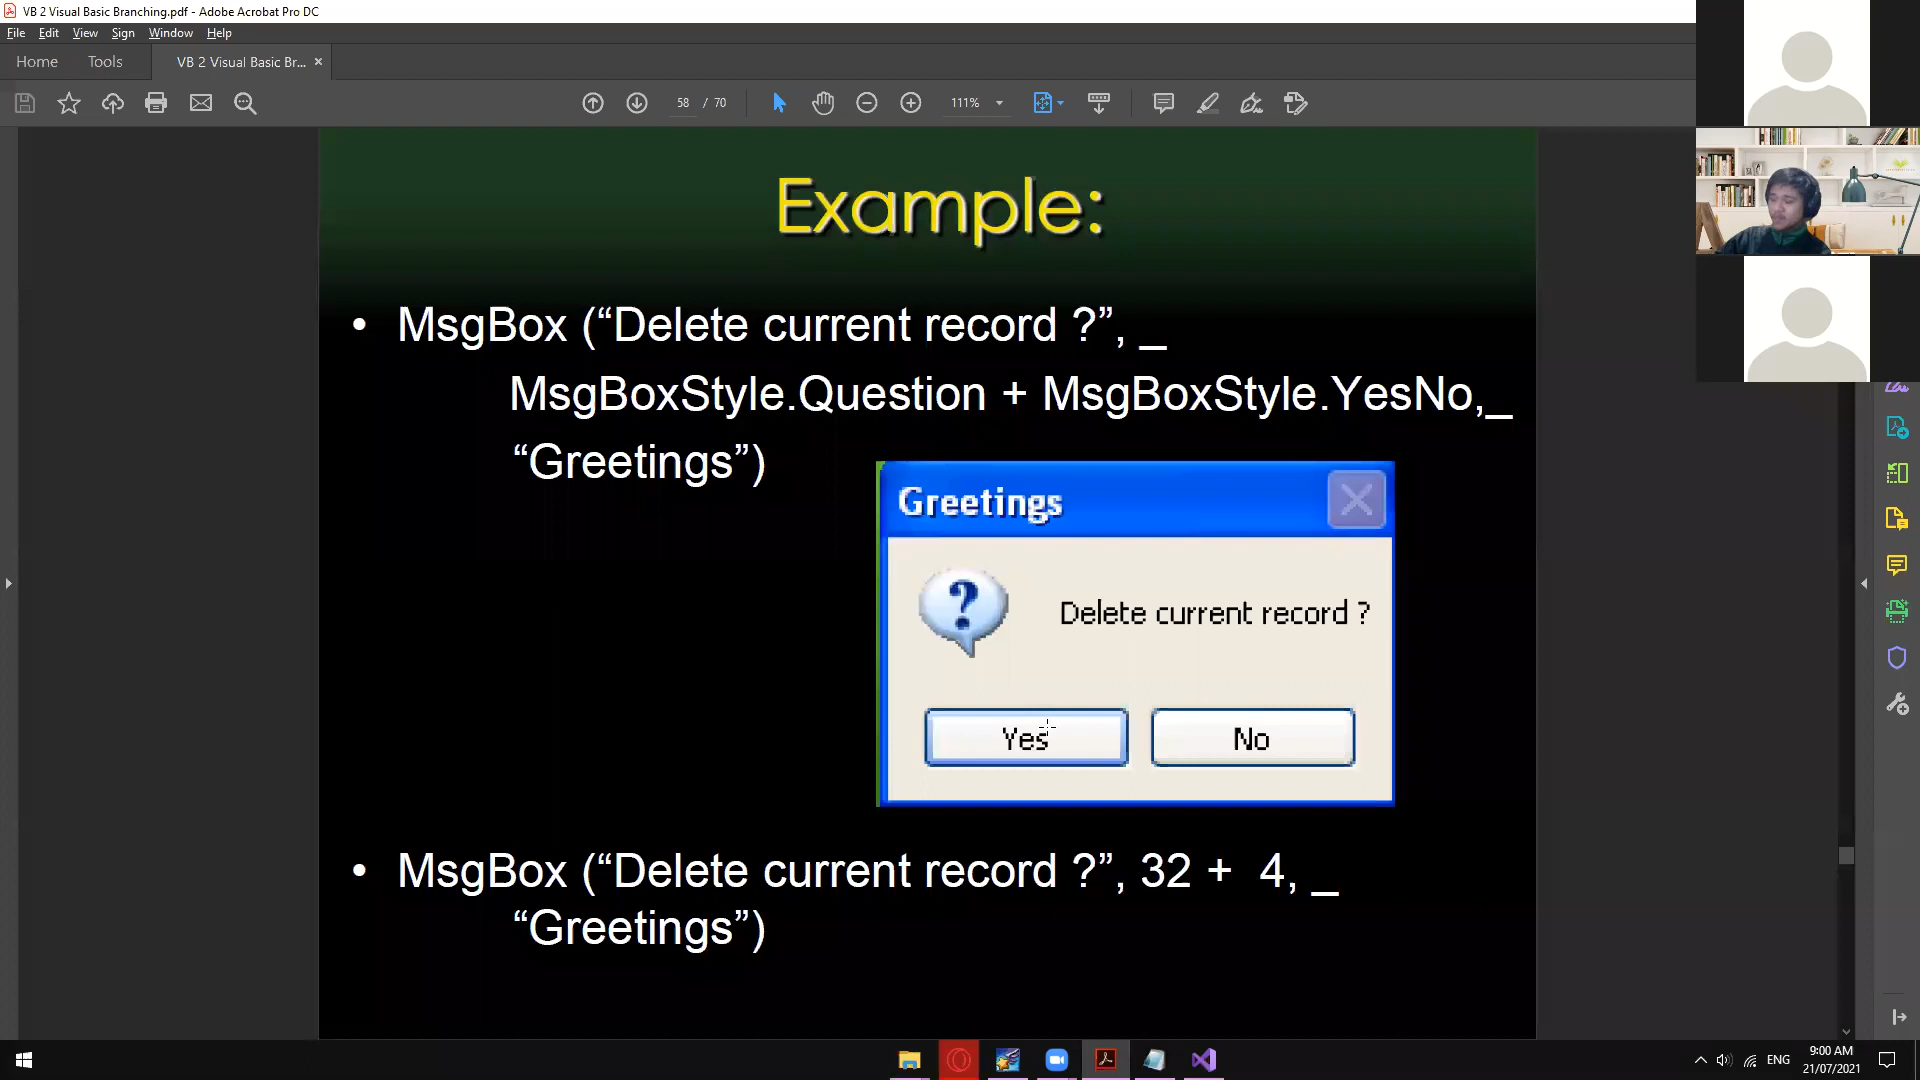 VB 2 Visual Basic Branching.pdf - Adobe Acrobat Pro DC
File Edit View Sign Window Help
Home Tools VB 2 Visual Basic Br... ×
58 / 70 111%
Example:
• MsgBox (“Delete current record ?”, _
MsgBoxStyle.Question + MsgBoxStyle.YesNo,_
“Greetings”)
Greetings
Delete current record ?
Yes No
• MsgBox (“Delete current record ?”, 32 + 4, _
“Greetings”)
ENG 9:00 AM
21/07/2021